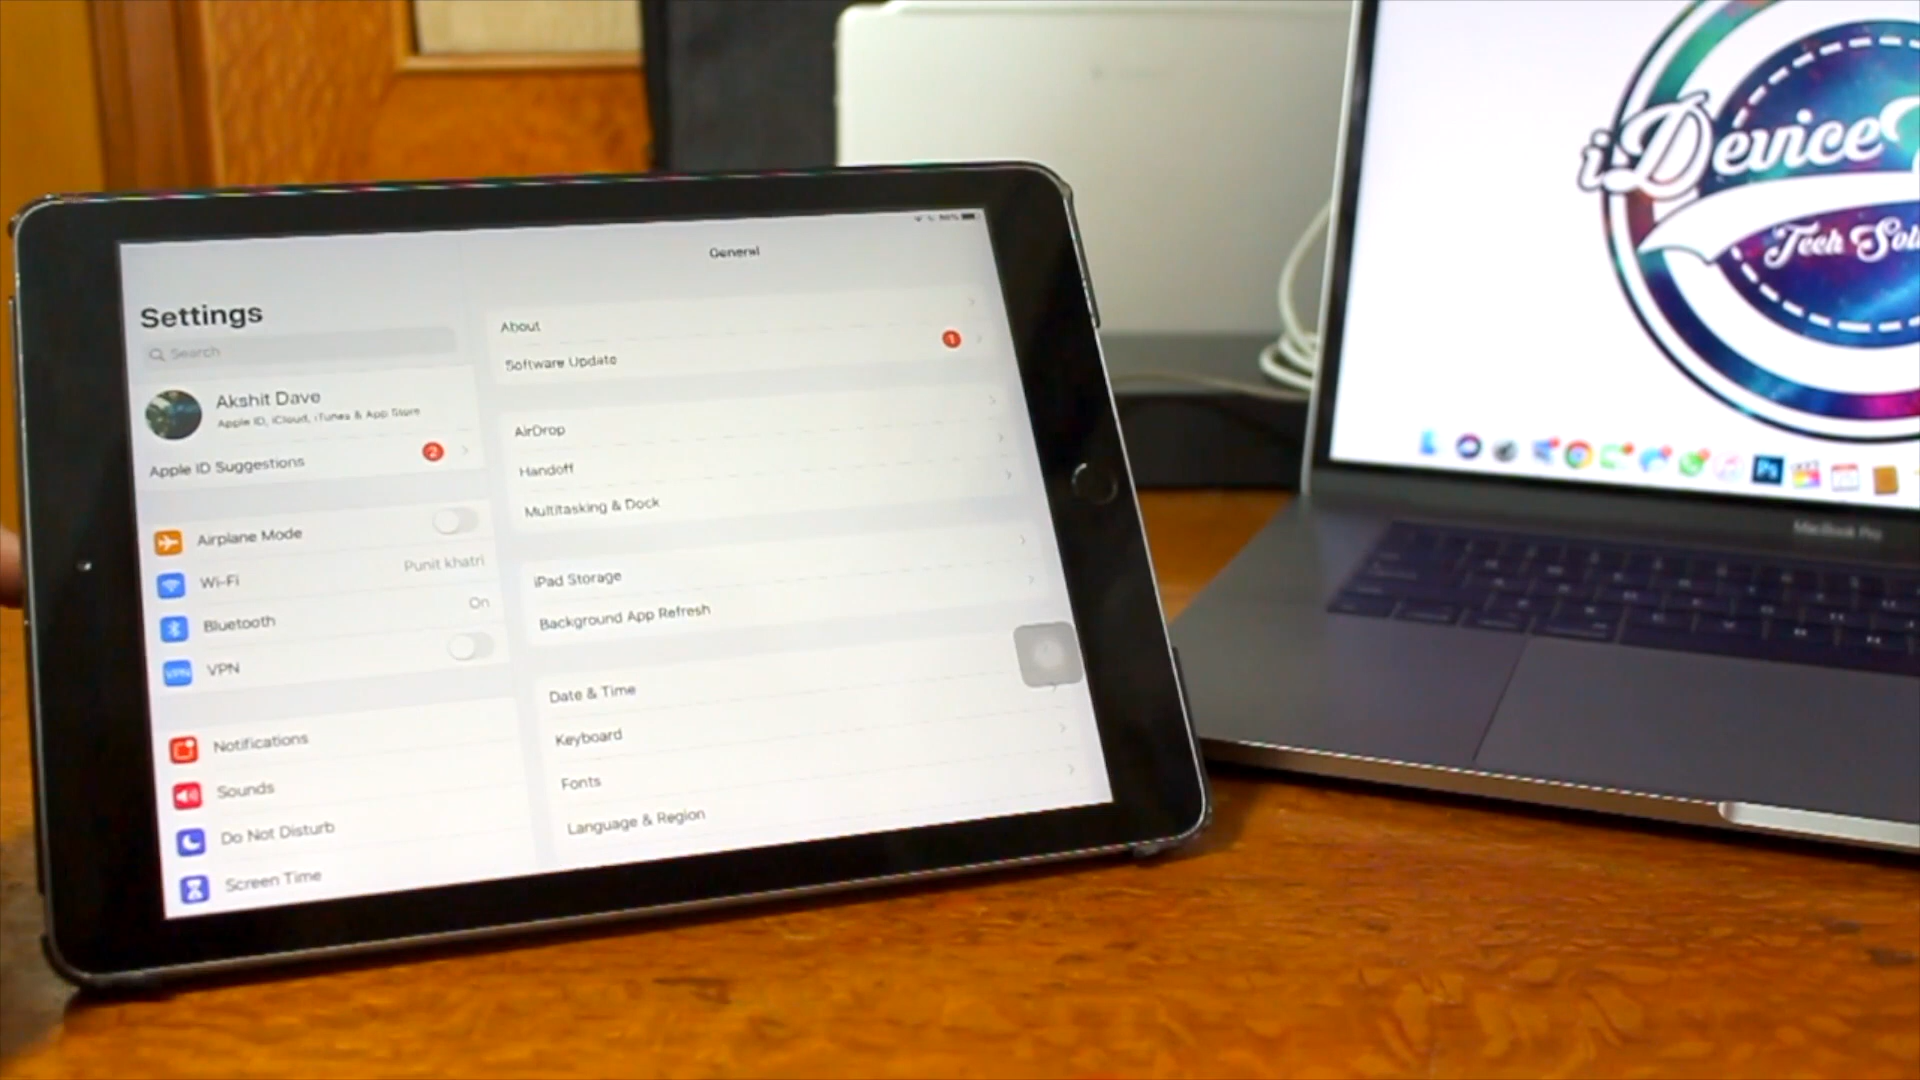 General
Settings
Search
Akshit Dave
Apple ID, iCloud, iTunes & App Store
Apple ID Suggestions
2
Airplane Mode
Wi-Fi
Punit khatri
Bluetooth
On
VPN
VPN
Notifications
Sounds
Do Not Disturb
Screen Time
About
Software Update
1
AirDrop
Handoff
Multitasking & Dock
iPad Storage
Background App Refresh
Date & Time
Keyboard
Fonts
Language & Region
iDevice
Tech
Ps
MacBook Pro